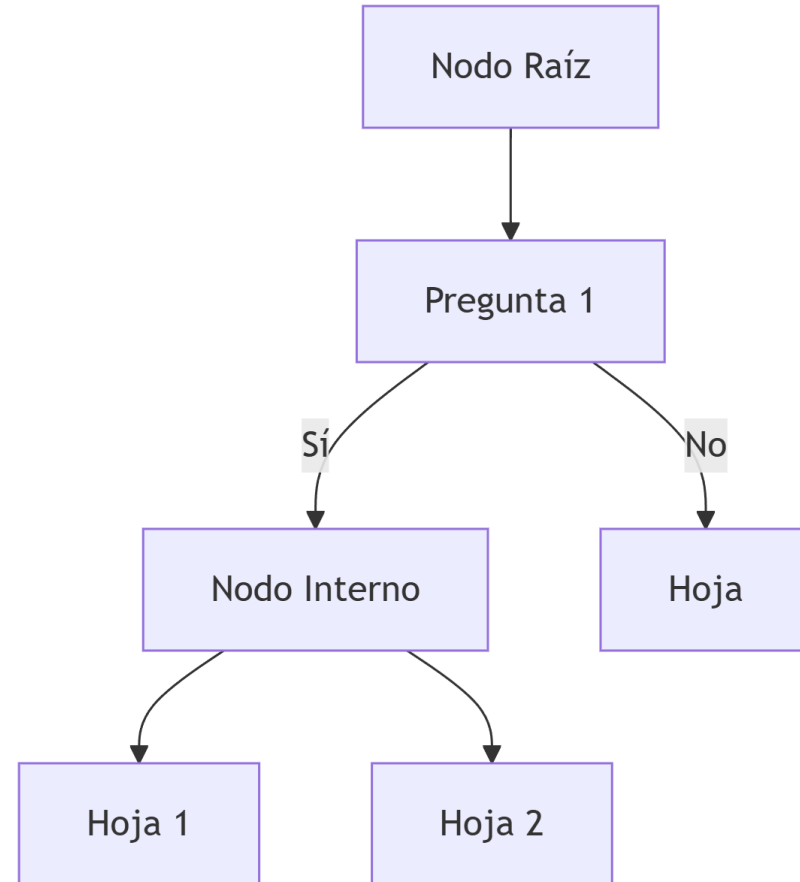 Nodo Raíz
Pregunta 1
Sí
No
Nodo Interno
Hoja
Hoja 1
Hoja 2